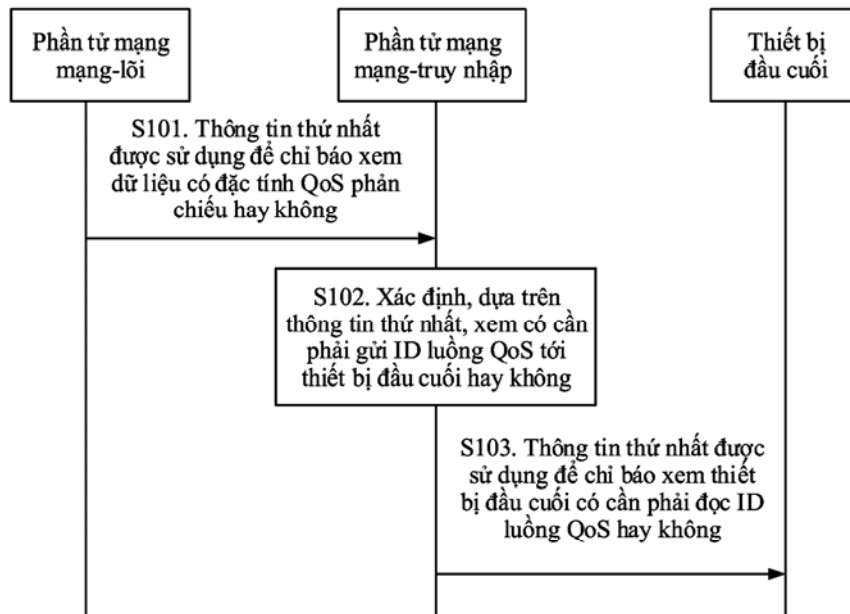 Phần tử mạng
mạng-lõi
Phần tử mạng
mạng-truy nhập
Thiết bị
đầu cuối
S101. Thông tin thứ nhất
được sử dụng để chỉ báo xem
dữ liệu có đặc tính QoS phản
chiếu hay không
S102. Xác định, dựa trên
thông tin thứ nhất, xem có cần
phải gửi ID luồng QoS tới
thiết bị đầu cuối hay không
S103. Thông tin thứ nhất được
sử dụng để chỉ báo xem thiết
bị đầu cuối có cần phải đọc ID
luồng QoS hay không